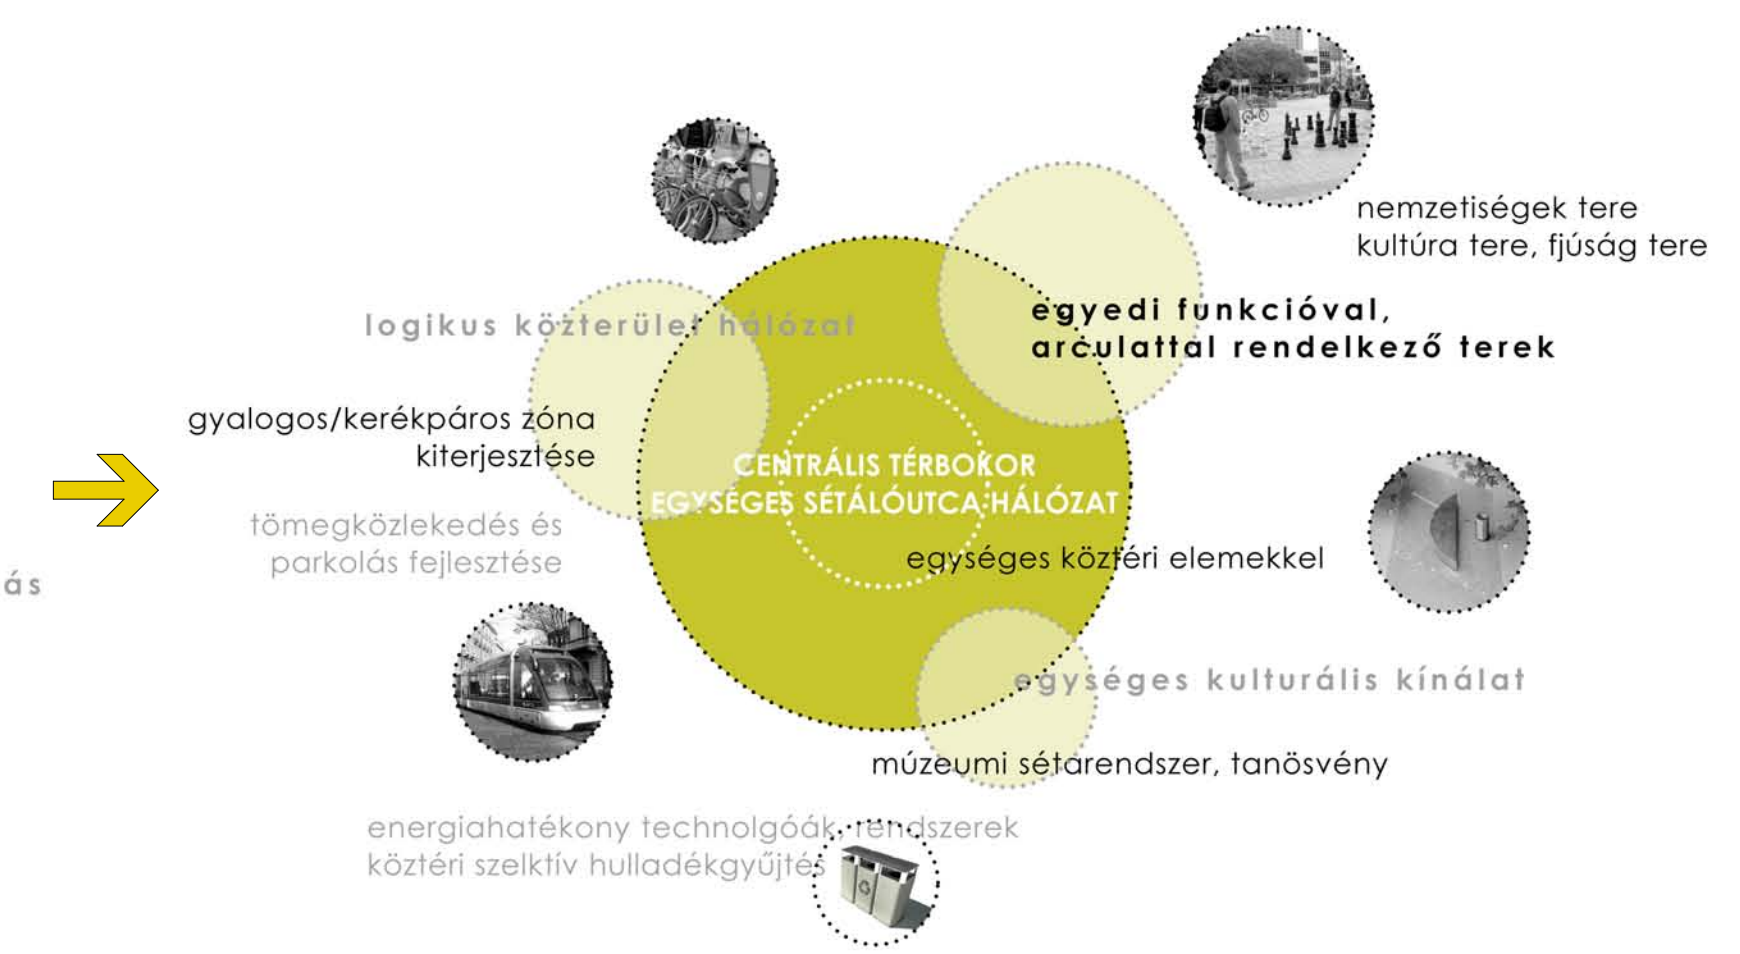 nemzetiségek tere
kultúra tere, fjúság tere
egyedi funkcióval,
arculattal rendelkező terek
logikus közterület hálózat
gyalogos/kerékpáros zóna
kiterjesztése
CENTRÁLIS TÉRBOKOR
EGYSÉGES SÉTÁLÓUTCA-HÁLÓZAT
tömegközlekedés és
parkolás fejlesztése
egységes köztéri elemekkel
ás
egységes kulturális kínálat
múzeumi sétarendszer, tanösvény
energiahatékony technolgóák, rendszerek
köztéri szelktív hulladékgyűjtés